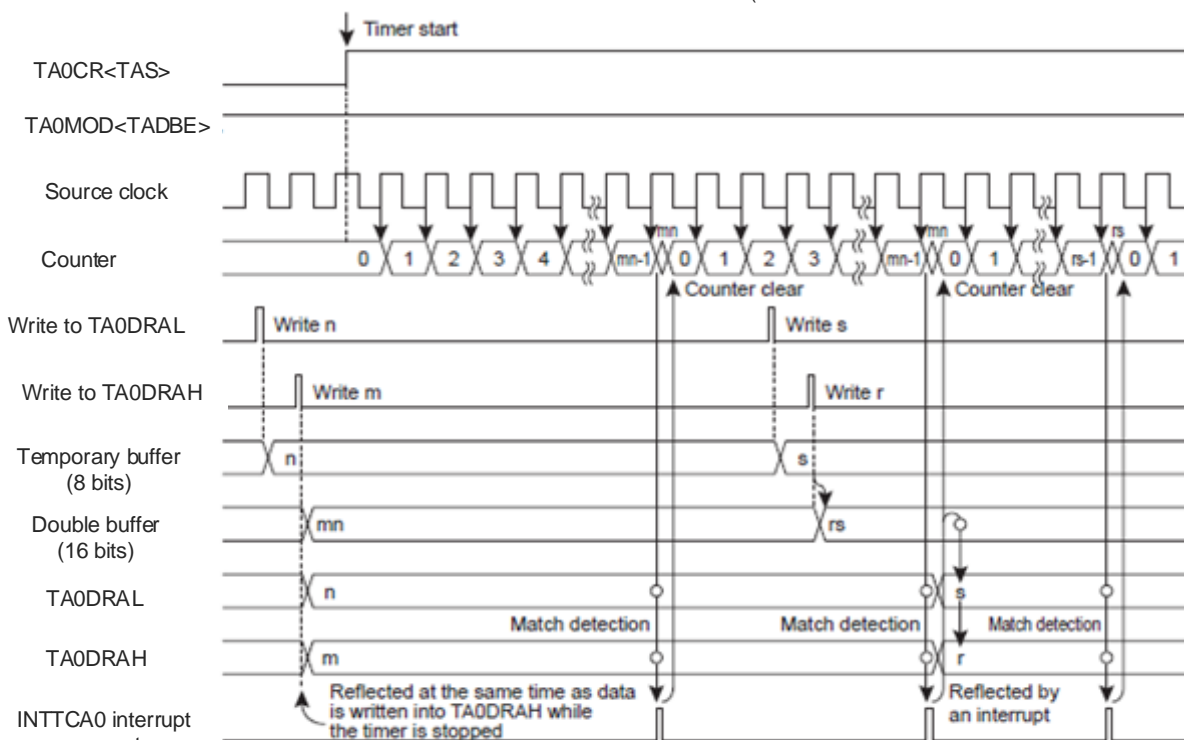 Timer start
TA0CR<TAS>
TA0MOD<TADBE>
Source clock
mn mn rs
Counter 0 1 2 3 4 mn-1 0 1 2 3 mn-1 0 1 rs-1 0 1
Counter clear Counter clear
Write to TA0DRAL Write n Write s
Write to TA0DRAH Write m Write r
Temporary buffer n s
(8 bits)
Double buffer mn rs
(16 bits)
TA0DRAL n s
Match detection Match detection Match detection
TA0DRAH m r
Reflected at the same time as data
is written into TA0DRAH while
the timer is stopped
Reflected by
an interrupt
INTTCA0 interrupt